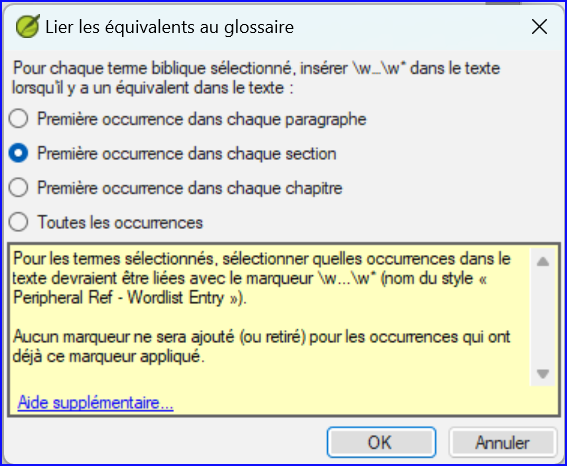 Lier les équivalents au glossaire
Pour chaque terme biblique sélectionné, insérer \w...\w* dans le texte
lorsqu'il y a un équivalent dans le texte :
Première occurrence dans chaque paragraphe
Première occurrence dans chaque section
Première occurrence dans chaque chapitre
Toutes les occurrences
Pour les termes sélectionnés, sélectionner quelles occurrences dans le
texte devraient être liées avec le marqueur \w...\w* (nom du style «
Peripheral Ref - Wordlist Entry »).
Aucun marqueur ne sera ajouté (ou retiré) pour les occurrences qui ont
déjà ce marqueur appliqué.
Aide supplémentaire...
OK
Annuler